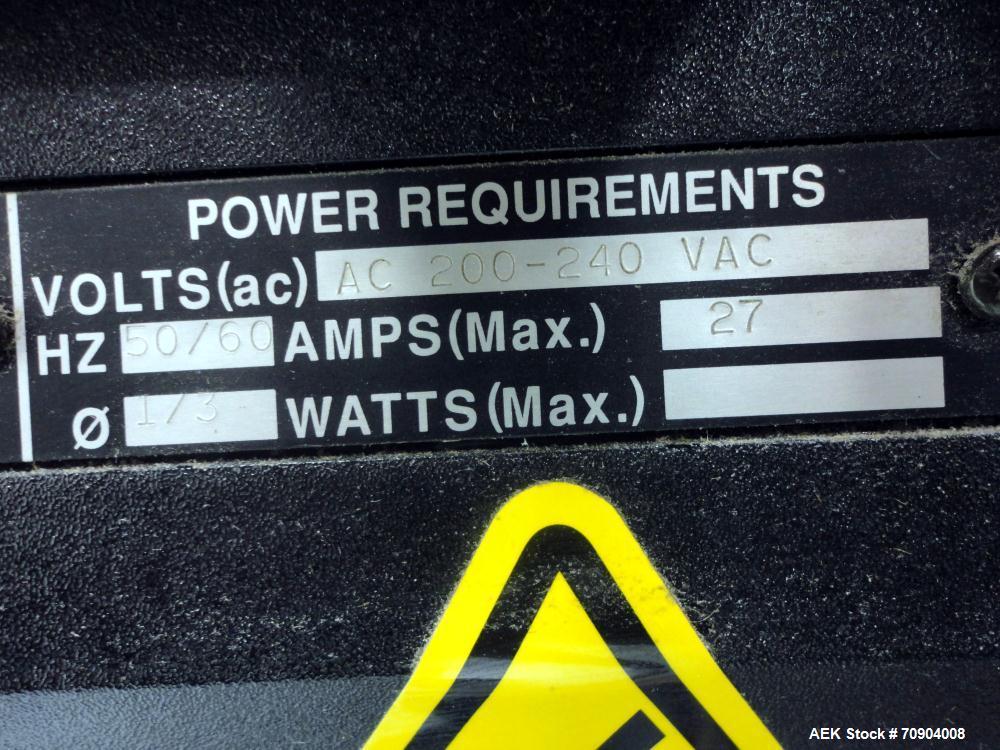 POWER REQUIREMENTS
VOLTS(ac) AC 200-240 VAC
HZ 50/60 AMPS(Max.) 27
Ø 1/3 WATTS(Max.)
AEK Stock # 70904008